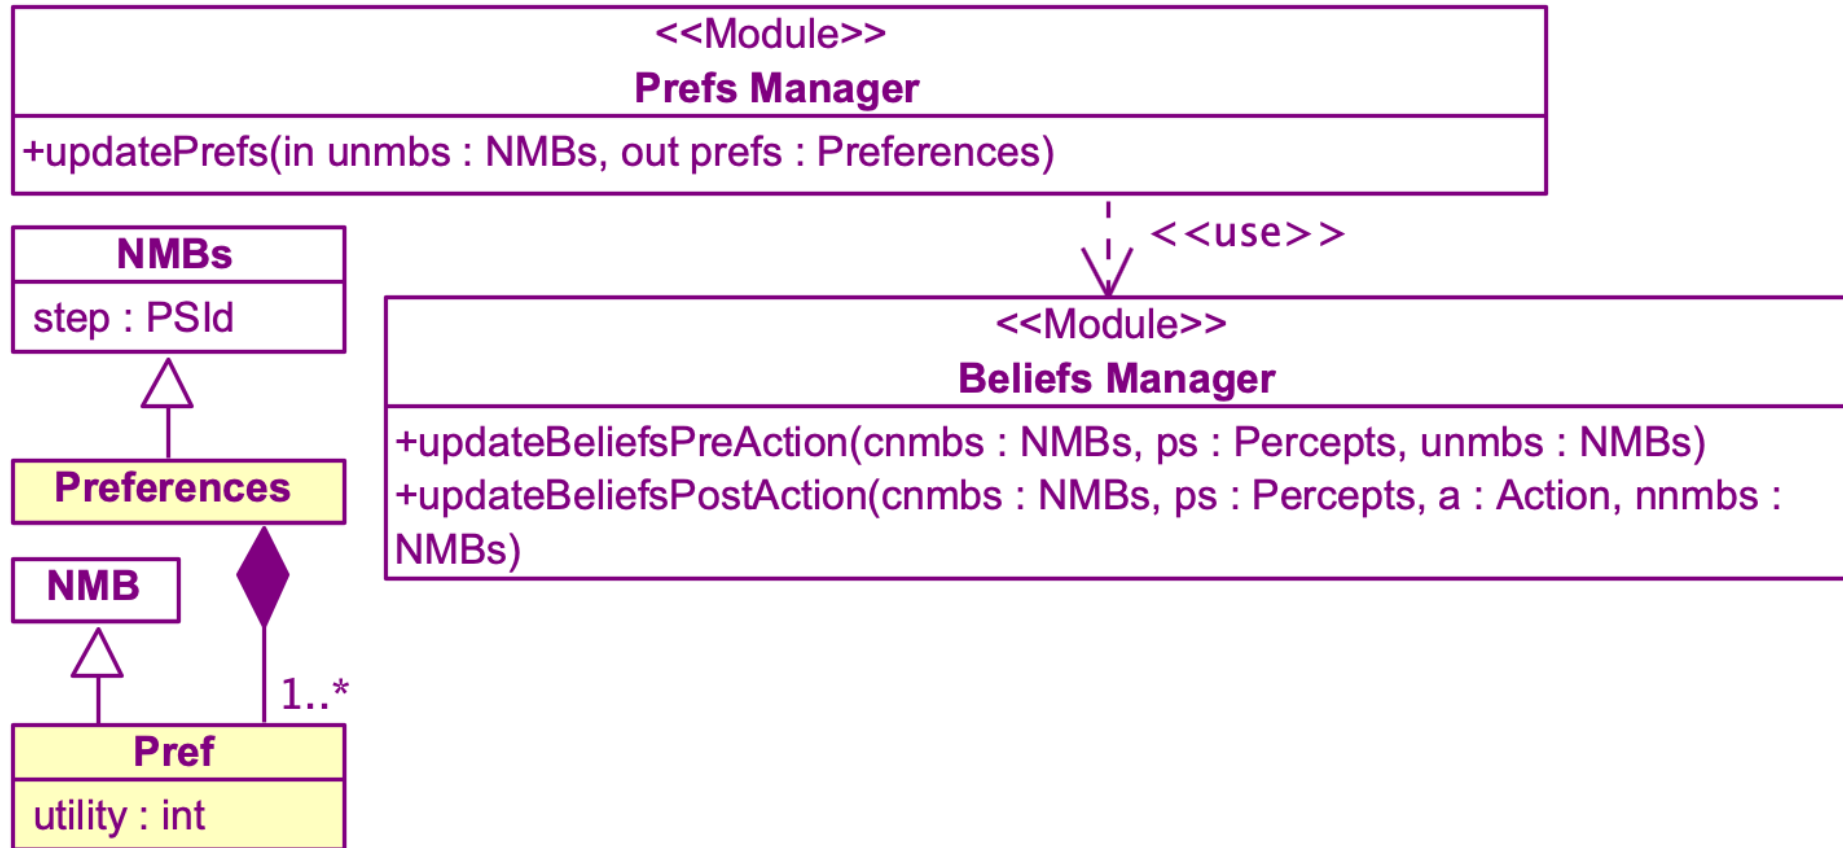 <<Module>>
Prefs Manager
+updatePrefs(in unmbs : NMBs, out prefs : Preferences)
<<use>>
NMBs
step : PSId
<<Module>>
Beliefs Manager
+updateBeliefsPreAction(cnmbs : NMBs, ps : Percepts, unmbs : NMBs)
+updateBeliefsPostAction(cnmbs : NMBs, ps : Percepts, a : Action, nnmbs :
NMBs)
Preferences
NMB
1..*
Pref
utility : int